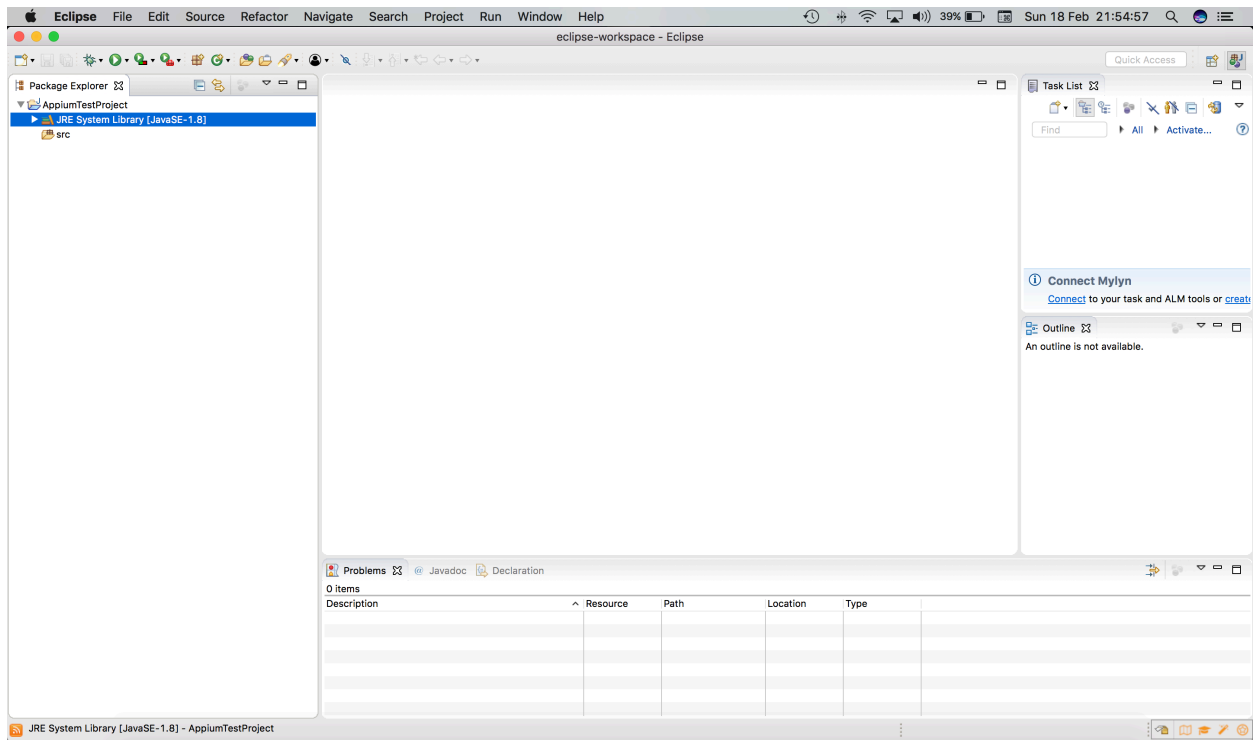 Eclipse File Edit Source Refactor Navigate Search Project Run Window Help 39% Sun 18 Feb 21:54:57
eclipse-workspace - Eclipse
Quick Access
Package Explorer
AppiumTestProject
JRE System Library [JavaSE-1.8]
src
Task List
Find All Activate...
Connect Mylyn
Connect to your task and ALM tools or create
Outline
An outline is not available.
Problems @ Javadoc Declaration
0 items
Description Resource Path Location Type
JRE System Library [JavaSE-1.8] - AppiumTestProject